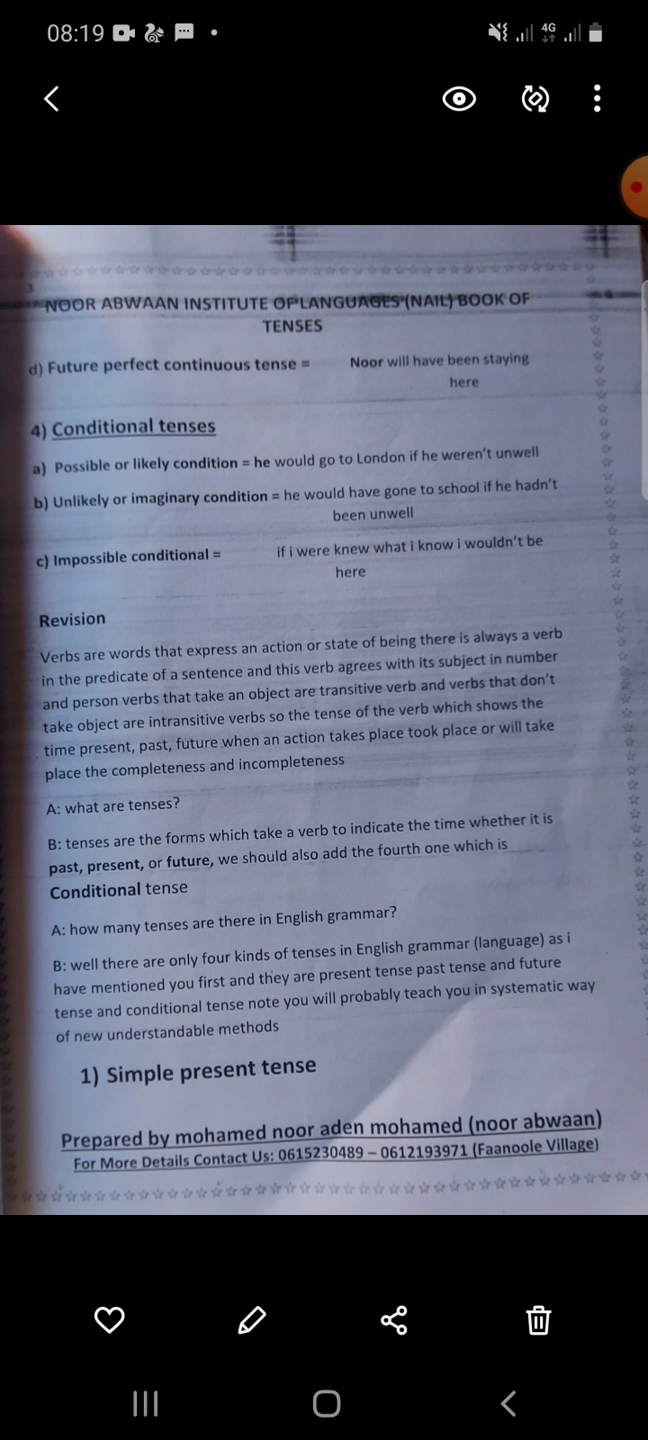 08:19
4G
3
NOOR ABWAAN INSTITUTE OF LANGUAGES (NAIL) BOOK OF
TENSES
d) Future perfect continuous tense = Noor will have been staying
here
4) Conditional tenses
a) Possible or likely condition = he would go to London if he weren't unwell
b) Unlikely or imaginary condition = he would have gone to school if he hadn't
been unwell
c) Impossible conditional = if i were knew what i know i wouldn't be
here
Revision
Verbs are words that express an action or state of being there is always a verb
in the predicate of a sentence and this verb agrees with its subject in number
and person verbs that take an object are transitive verb and verbs that don't
take object are intransitive verbs so the tense of the verb which shows the
time present, past, future when an action takes place took place or will take
place the completeness and incompleteness
A: what are tenses?
B: tenses are the forms which take a verb to indicate the time whether it is
past, present, or future, we should also add the fourth one which is
Conditional tense
A: how many tenses are there in English grammar?
B: well there are only four kinds of tenses in English grammar (language) as i
have mentioned you first and they are present tense past tense and future
tense and conditional tense note you will probably teach you in systematic way
of new understandable methods
1) Simple present tense
Prepared by mohamed noor aden mohamed (noor abwaan)
For More Details Contact Us: 0615230489 – 0612193971 (Faanoole Village)